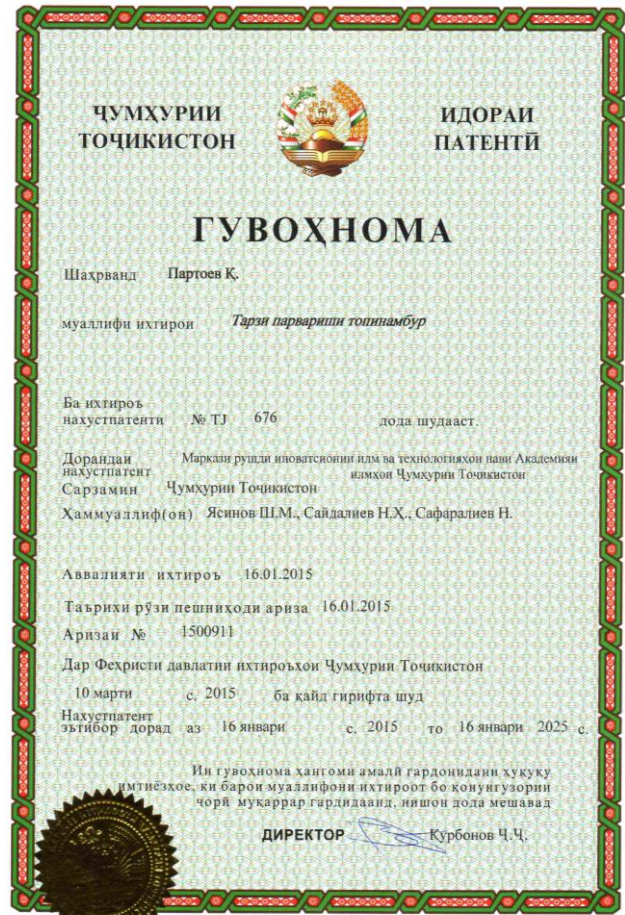 ҶУМҲУРИИ
ТОҶИКИСТОН
ИДОРАИ
ПАТЕНТӢ
ГУВОҲНОМА
Шаҳрванд Партоев Қ.
муаллифи ихтирои Тарзи парвариши топинамбур
Ба ихтироъ
нахустпатенти № TJ 676 дода шудааст.
Дорандаи
нахустпатент
Маркази рушди иноватсионии илм ва технологияҳои нави Академияи
илмҳои Ҷумҳурии Тоҷикистон
Сарзамин Ҷумҳурии Тоҷикистон
Ҳаммуаллиф(он) Ясинов Ш.М., Сайдалиев Н.Ҳ., Сафаралиев Н.
Аввалияти ихтироъ 16.01.2015
Таърихи рӯзи пешниҳоди ариза 16.01.2015
Аризаи № 1500911
Дар Феҳристи давлатии ихтироъҳои Ҷумҳурии Тоҷикистон
10 марти с. 2015 ба қайд гирифта шуд
Нахустпатент
эътибор дорад аз 16 январи с. 2015 то 16 январи 2025 с.
Ин гувоҳнома ҳангоми амалӣ гардонидани ҳуқуқу
имтиёзҳое, ки барои муаллифони ихтироот бо қонунгузории
ҷорӣ муқаррар гардидаанд, нишон дода мешавад
ДИРЕКТОР Қурбонов Ҷ.Ҷ.